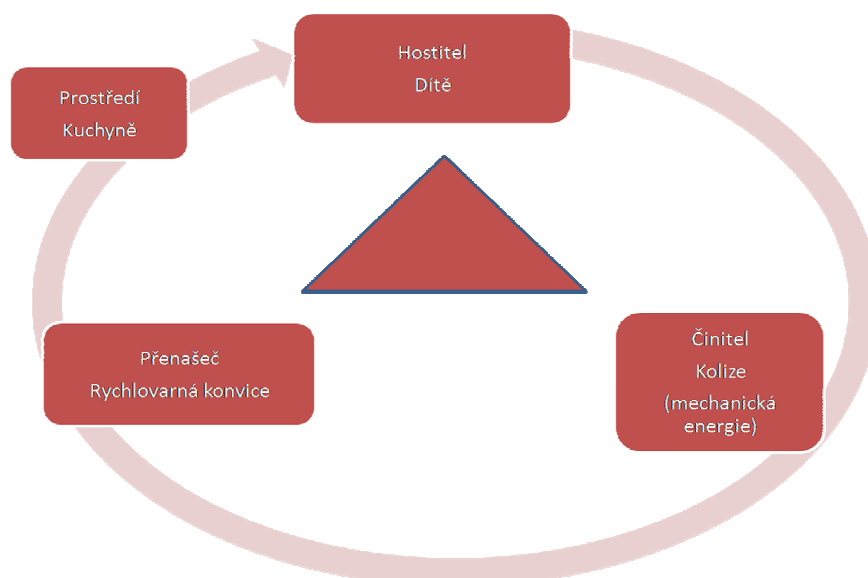 Hostitel
Dítě
Prostředí
Kuchyně
Přenašeč
Rychlovarná konvice
Činitel
Kolize
(mechanická
energie)